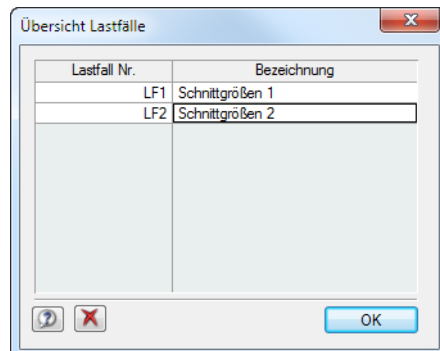 Übersicht Lastfälle
Lastfall Nr. Bezeichnung
LF1 Schnittgrößen 1
LF2 Schnittgrößen 2
OK